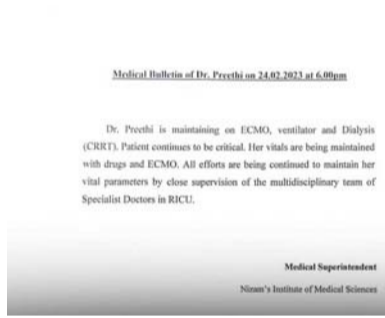 Medical Bulletin of Dr. Preethi on 24.02.2023 at 6.00pm
Dr. Preethi is maintaining on ECMO, ventilator and Dialysis
(CRRT). Patient continues to be critical. Her vitals are being maintained
with drugs and ECMO. All efforts are being continued to maintain her
vital parameters by close supervision of the multidisciplinary team of
Specialist Doctors in RICU.
Medical Superintendent
Nizam's Institute of Medical Sciences